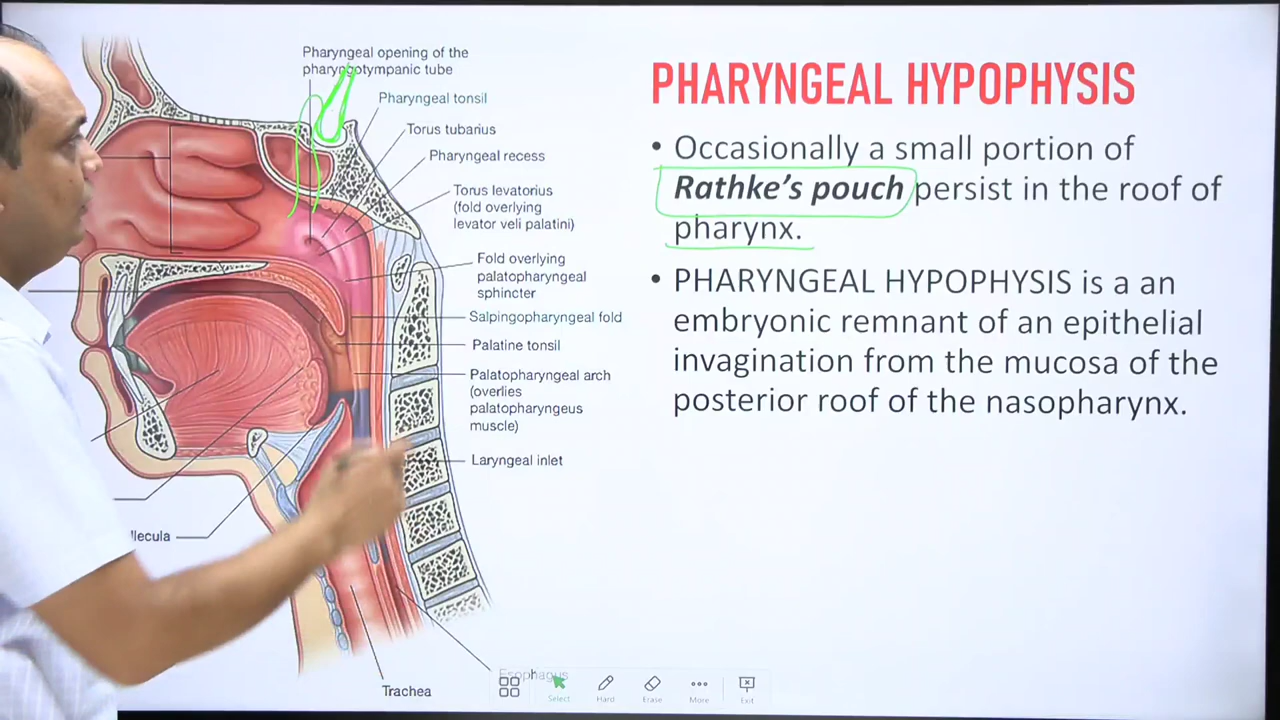 Pharyngeal opening of the
pharyngotympanic tube
Pharyngeal tonsil
Torus tubarius
Pharyngeal recess
Torus levatorius
(fold overlying
levator veli palatini)
Fold overlying
palatopharyngeal
sphincter
Salpingopharyngeal fold
Palatine tonsil
Palatopharyngeal arch
(overlies
palatopharyngeus
muscle)
Laryngeal inlet
llecula
Esophagus
Trachea
PHARYNGEAL HYPOPHYSIS
• Occasionally a small portion of
Rathke's pouch persist in the roof of
pharynx.
• PHARYNGEAL HYPOPHYSIS is a an
embryonic remnant of an epithelial
invagination from the mucosa of the
posterior roof of the nasopharynx.
Select
Hard
Erase
More
Exit